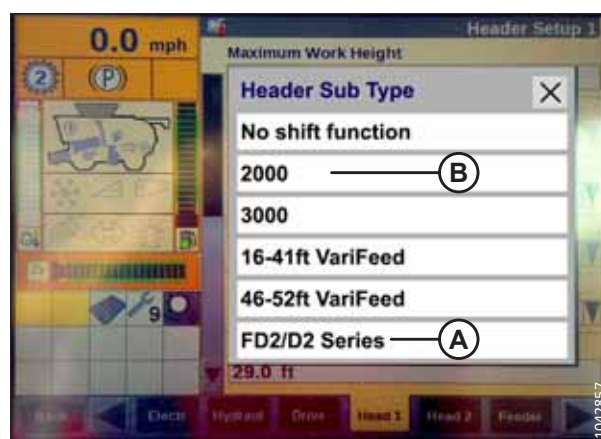 0.0 mph
Header Setup 1
Maximum Work Height
2
P
Header Sub Type
No shift function
2000
B
3000
16-41ft VariFeed
46-52ft VariFeed
9
FD2/D2 Series
A
29.0 ft
Back
Electr
Hydraul
Drive
Head 1
Head 2
Feeder
1042857